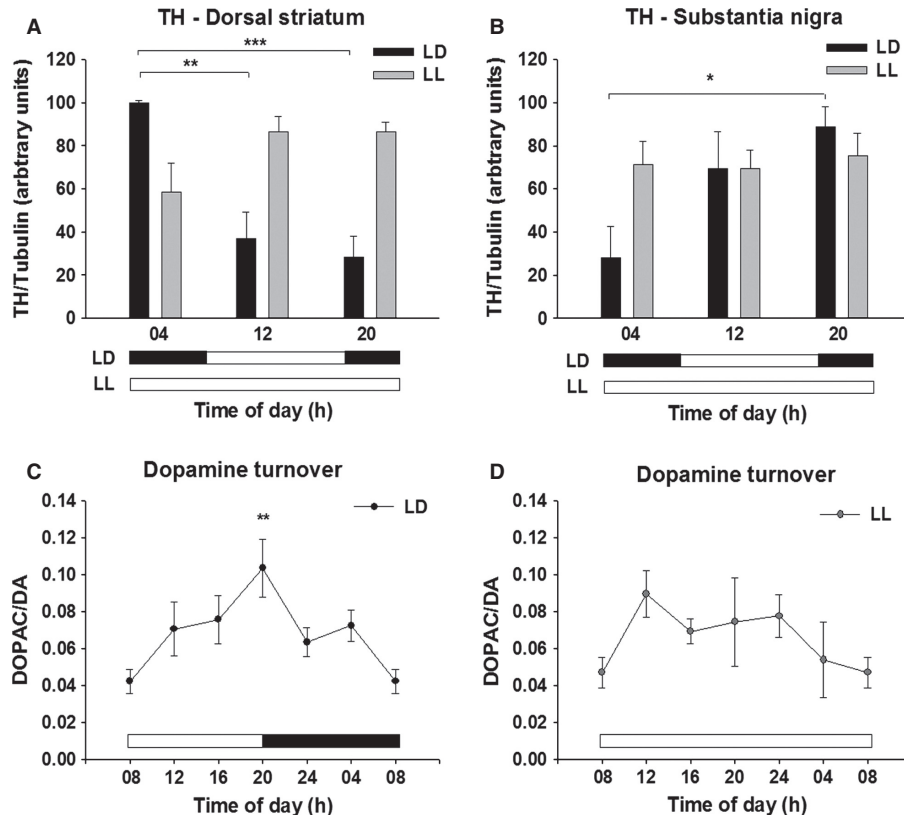 A
TH - Dorsal striatum
LD
LL
***
**
TH/Tubulin (arbtrary units)
120
100
80
60
40
20
0
04 12 20
LD
LL
Time of day (h)
B
TH - Substantia nigra
LD
LL
*
TH/Tubulin (arbtrary units)
120
100
80
60
40
20
0
04 12 20
LD
LL
Time of day (h)
C
Dopamine turnover
LD
**
DOPAC/DA
0.14
0.12
0.10
0.08
0.06
0.04
0.02
0.00
08 12 16 20 24 04 08
Time of day (h)
D
Dopamine turnover
LL
DOPAC/DA
0.14
0.12
0.10
0.08
0.06
0.04
0.02
0.00
08 12 16 20 24 04 08
Time of day (h)